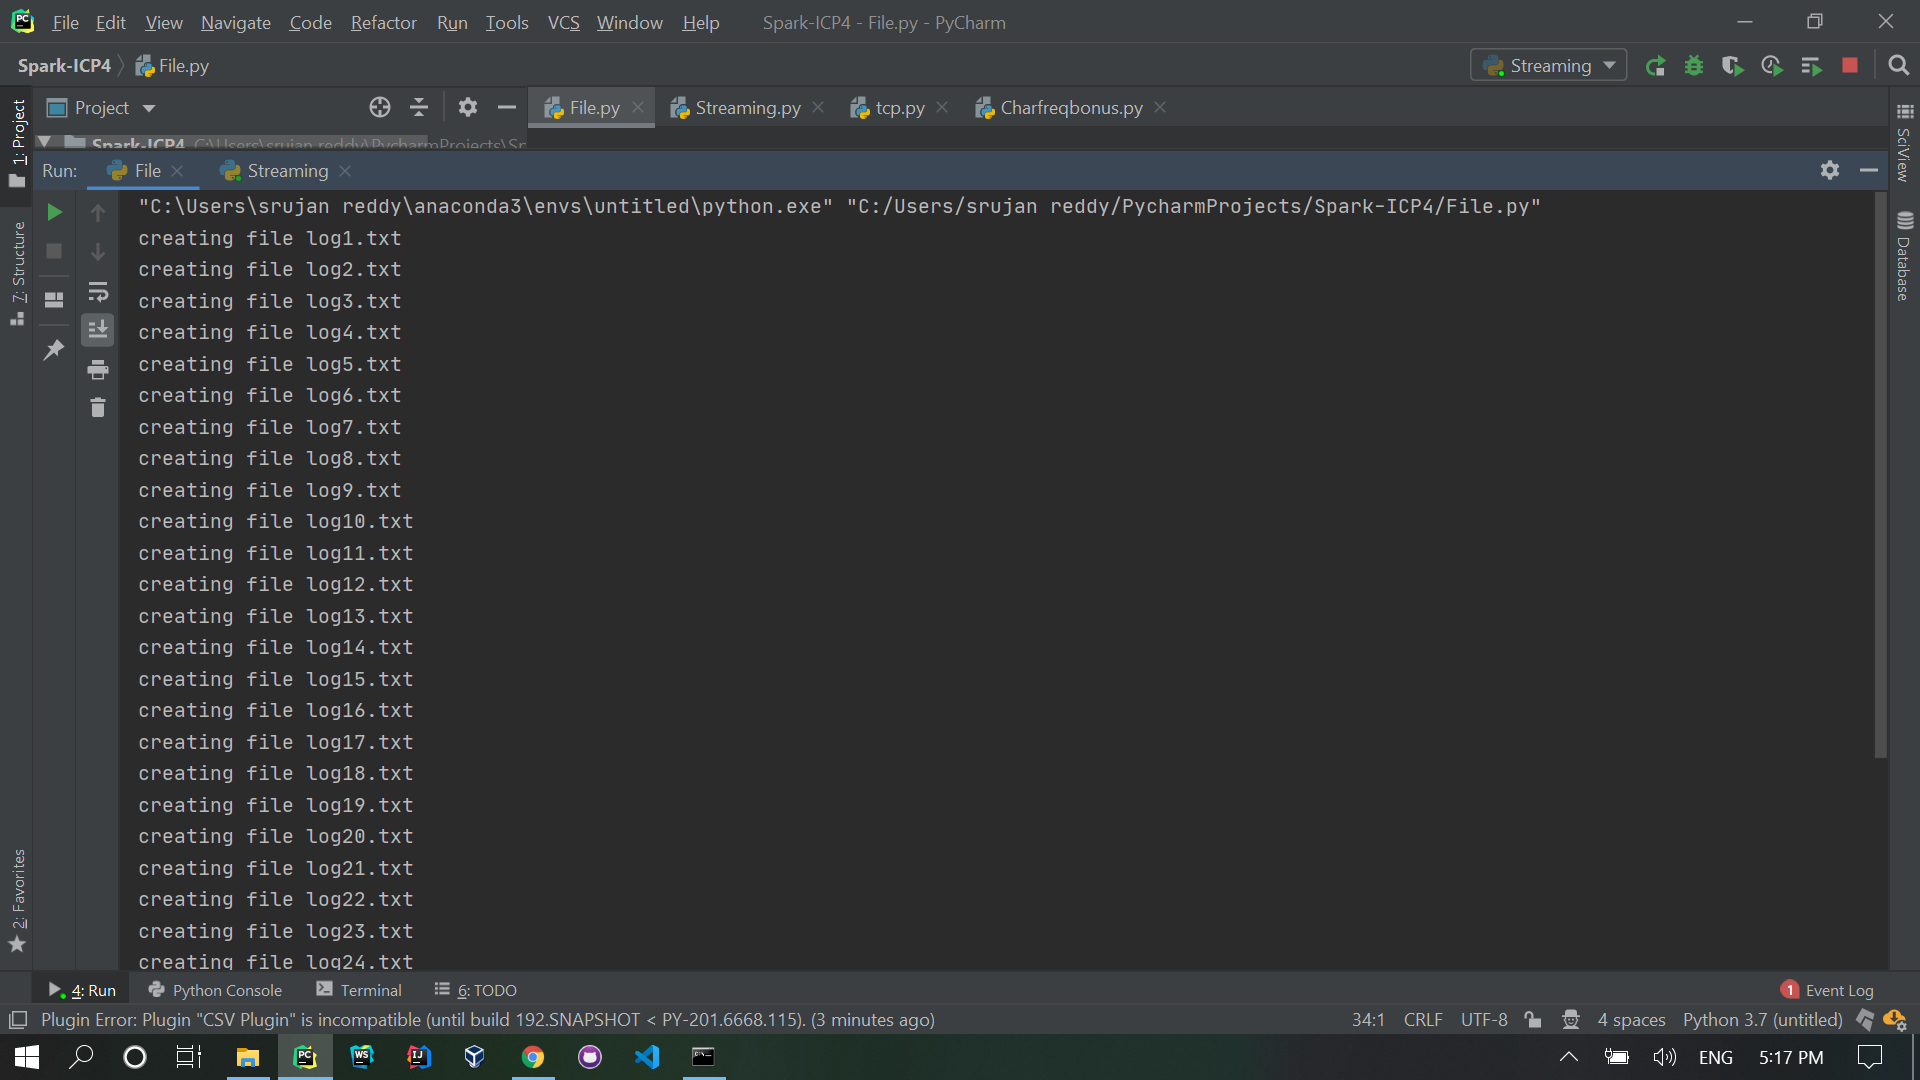 File Edit View Navigate Code Refactor Run Tools VCS Window Help Spark-ICP4 - File.py - PyCharm
Spark-ICP4 File.py Streaming
Project File.py Streaming.py tcp.py Charfreqbonus.py
Spark-ICP4 C:\Users\srujan reddy\PycharmProjects\Sp
Run: File Streaming
1: Project
7: Structure
2: Favorites
SciView
Database
"C:\Users\srujan reddy\anaconda3\envs\untitled\python.exe" "C:/Users/srujan reddy/PycharmProjects/Spark-ICP4/File.py"
creating file log1.txt
creating file log2.txt
creating file log3.txt
creating file log4.txt
creating file log5.txt
creating file log6.txt
creating file log7.txt
creating file log8.txt
creating file log9.txt
creating file log10.txt
creating file log11.txt
creating file log12.txt
creating file log13.txt
creating file log14.txt
creating file log15.txt
creating file log16.txt
creating file log17.txt
creating file log18.txt
creating file log19.txt
creating file log20.txt
creating file log21.txt
creating file log22.txt
creating file log23.txt
creating file log24.txt
4: Run Python Console Terminal 6: TODO 1 Event Log
Plugin Error: Plugin "CSV Plugin" is incompatible (until build 192.SNAPSHOT < PY-201.6668.115). (3 minutes ago) 34:1 CRLF UTF-8 4 spaces Python 3.7 (untitled)
PC WS IJ ENG 5:17 PM